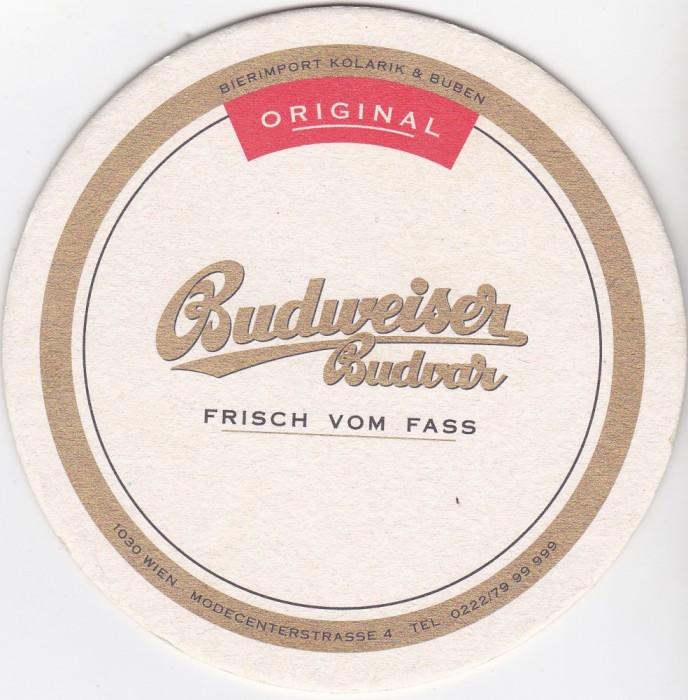 BIERIMPORT KOLARIK & BUBEN
ORIGINAL
Budweiser
Budvar
FRISCH VOM FASS
1030 WIEN MODECENTERSTRASSE 4 - TEL 0222/79 99 999